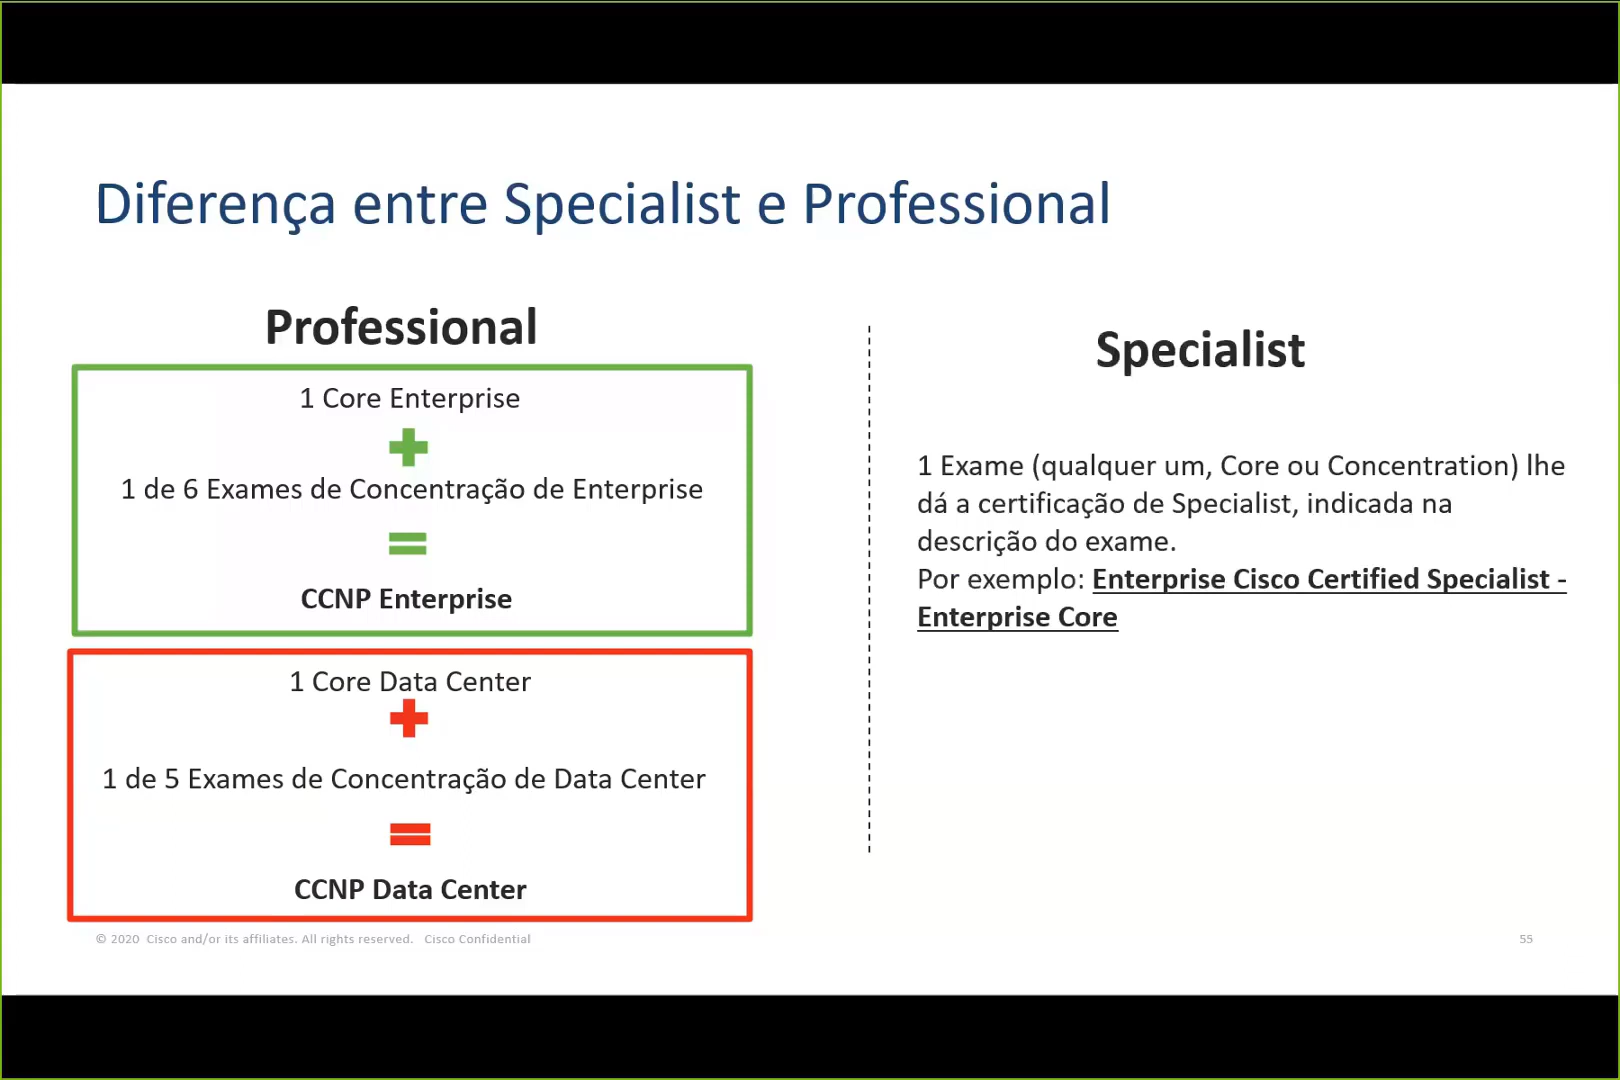 Diferença entre Specialist e Professional
Professional
1 Core Enterprise
1 de 6 Exames de Concentração de Enterprise
CCNP Enterprise
1 Core Data Center
1 de 5 Exames de Concentração de Data Center
CCNP Data Center
Specialist
1 Exame (qualquer um, Core ou Concentration) lhe
dá a certificação de Specialist, indicada na
descrição do exame.
Por exemplo: Enterprise Cisco Certified Specialist -
Enterprise Core
© 2020 Cisco and/or its affiliates. All rights reserved. Cisco Confidential
55